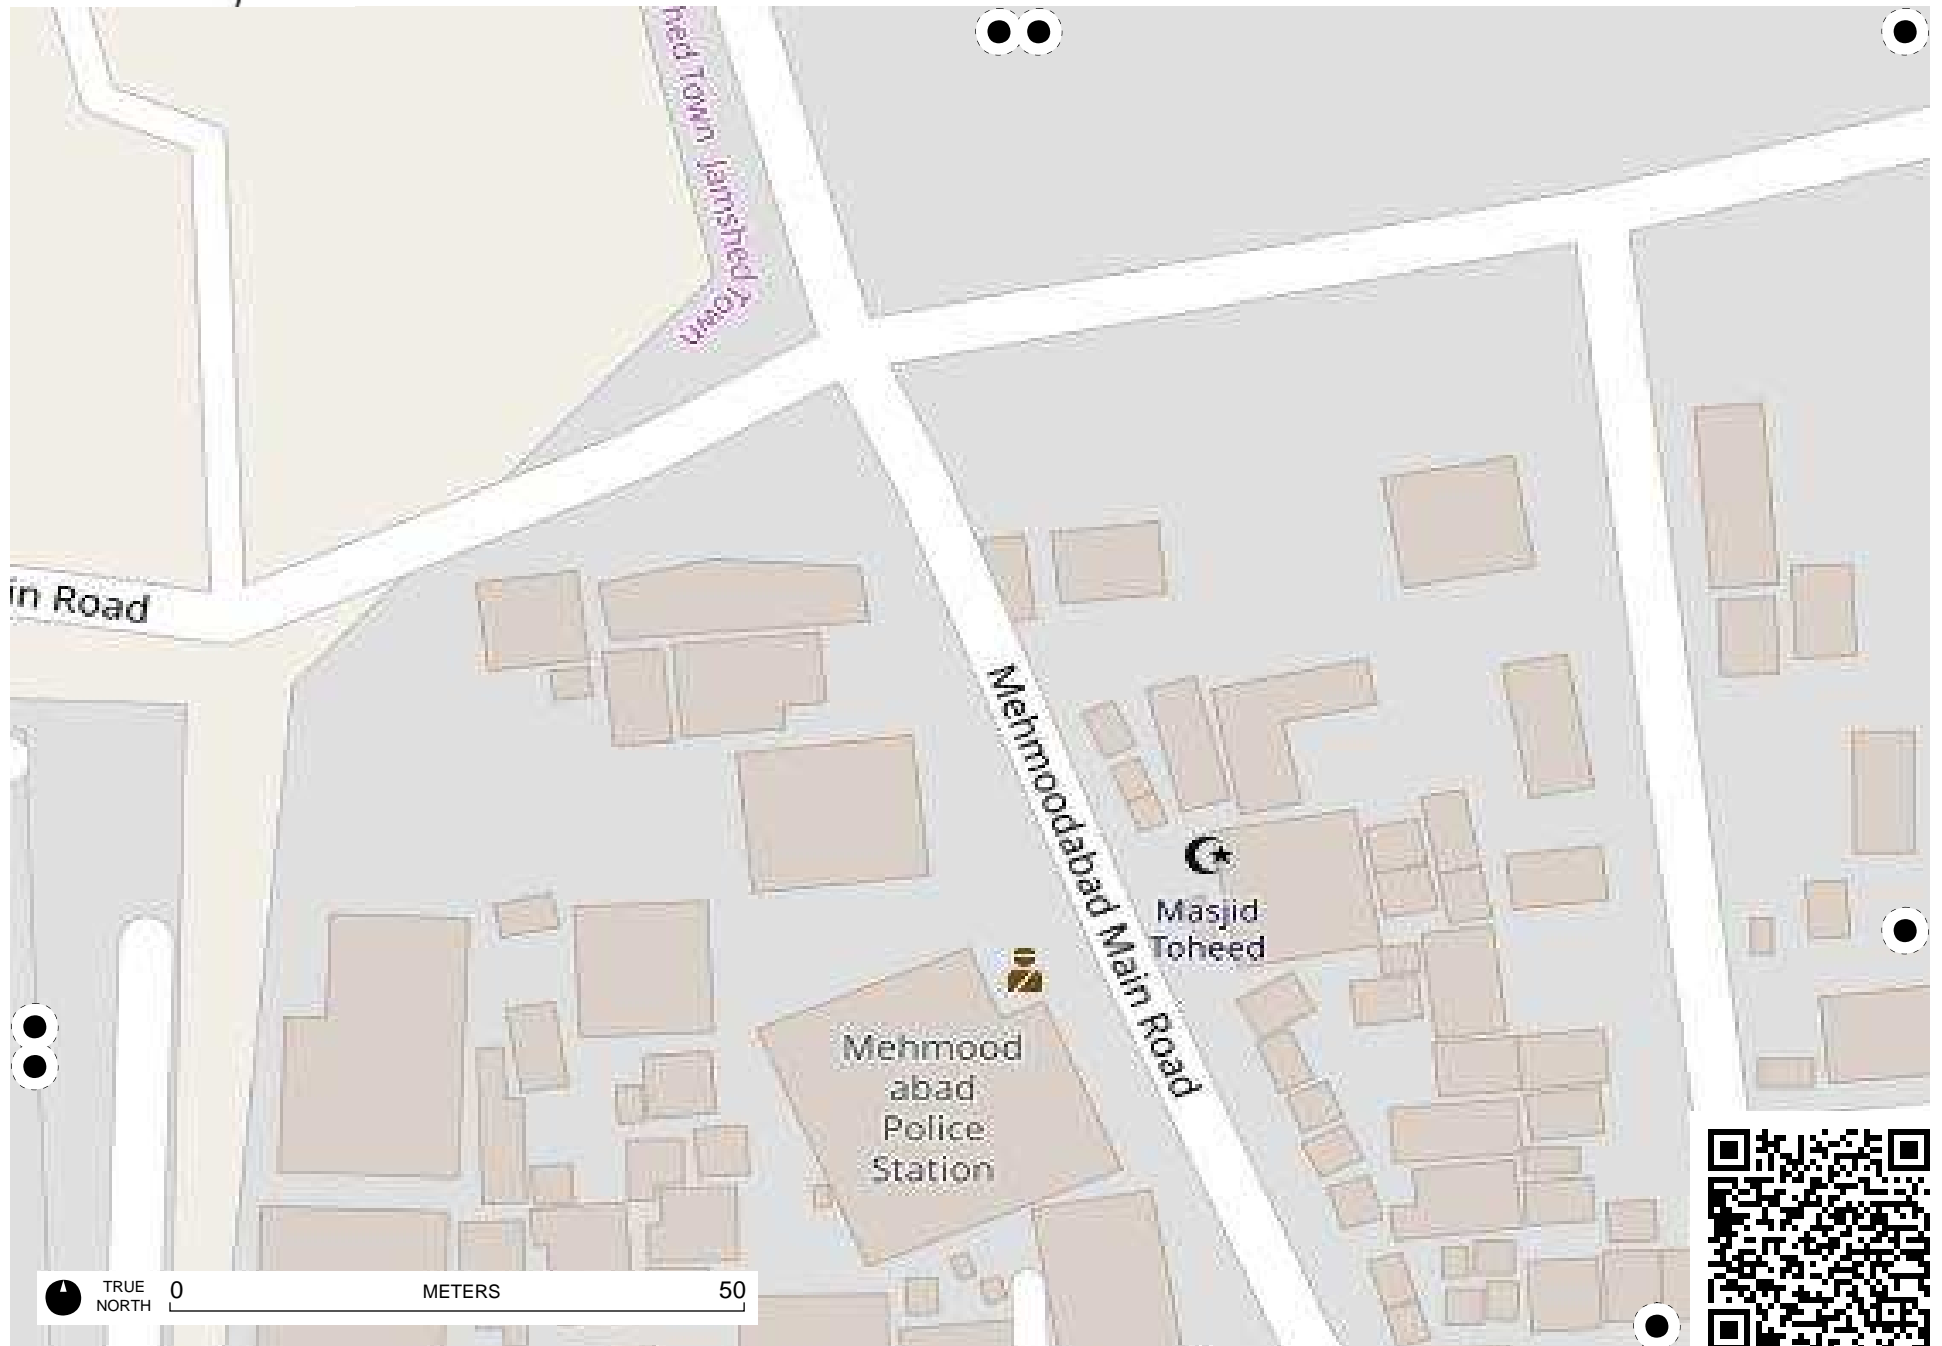 hed Town Jamshed Town
in Road
Mehmoodabad Main Road
Masjid
Toheed
Mehmood
abad
Police
Station
TRUE
NORTH
0 METERS 50